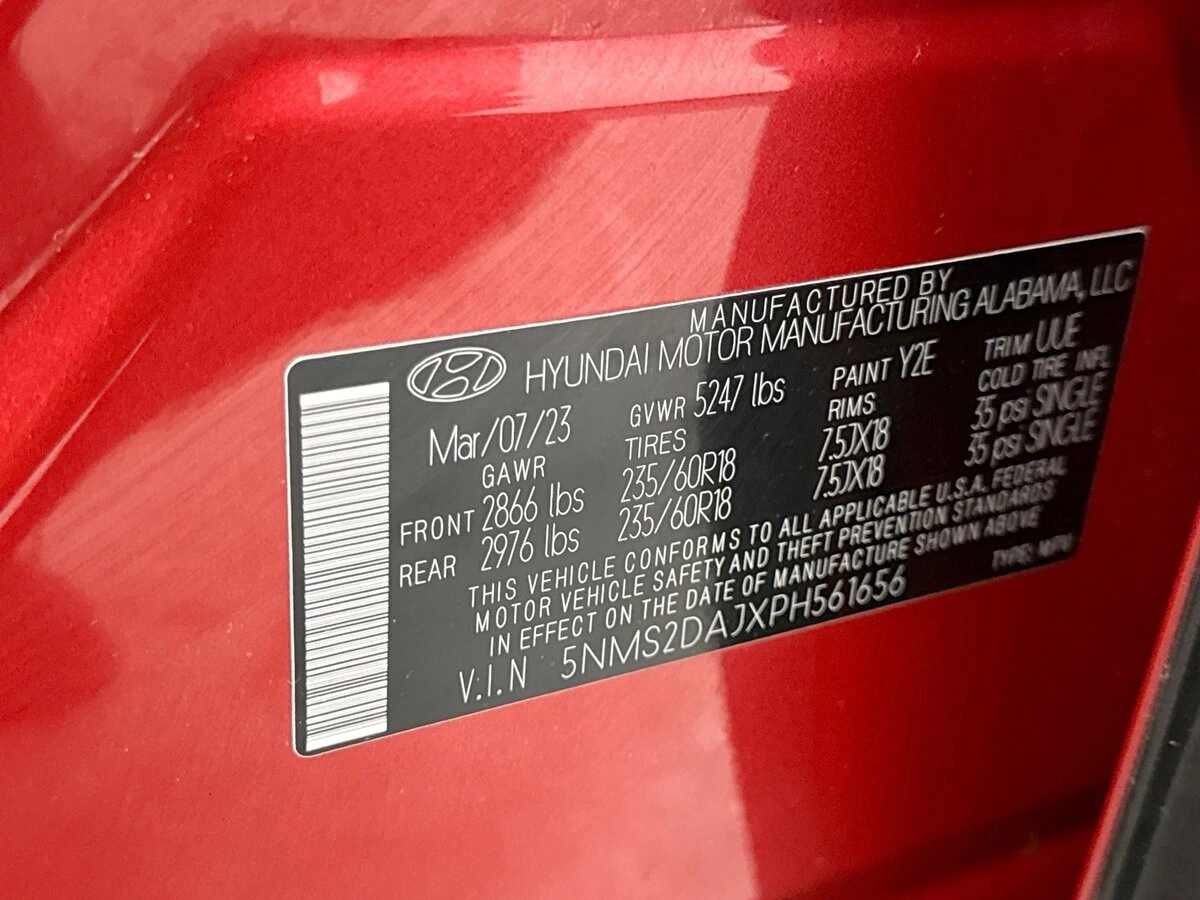 MANUFACTURED BY
HYUNDAI MOTOR MANUFACTURING ALABAMA, LLC
Mar/07/23 GVWR 5247 lbs PAINT Y2E TRIM UUE
GAWR TIRES RIMS COLD TIRE INFL
FRONT 2866 lbs 235/60R18 7.5JX18 35 psi SINGLE
REAR 2976 lbs 235/60R18 7.5JX18 35 psi SINGLE
THIS VEHICLE CONFORMS TO ALL APPLICABLE U.S.A. FEDERAL
MOTOR VEHICLE SAFETY AND THEFT PREVENTION STANDARDS
IN EFFECT ON THE DATE OF MANUFACTURE SHOWN ABOVE
V.I.N 5NMS2DAJXPH561656 TYPE: MPV